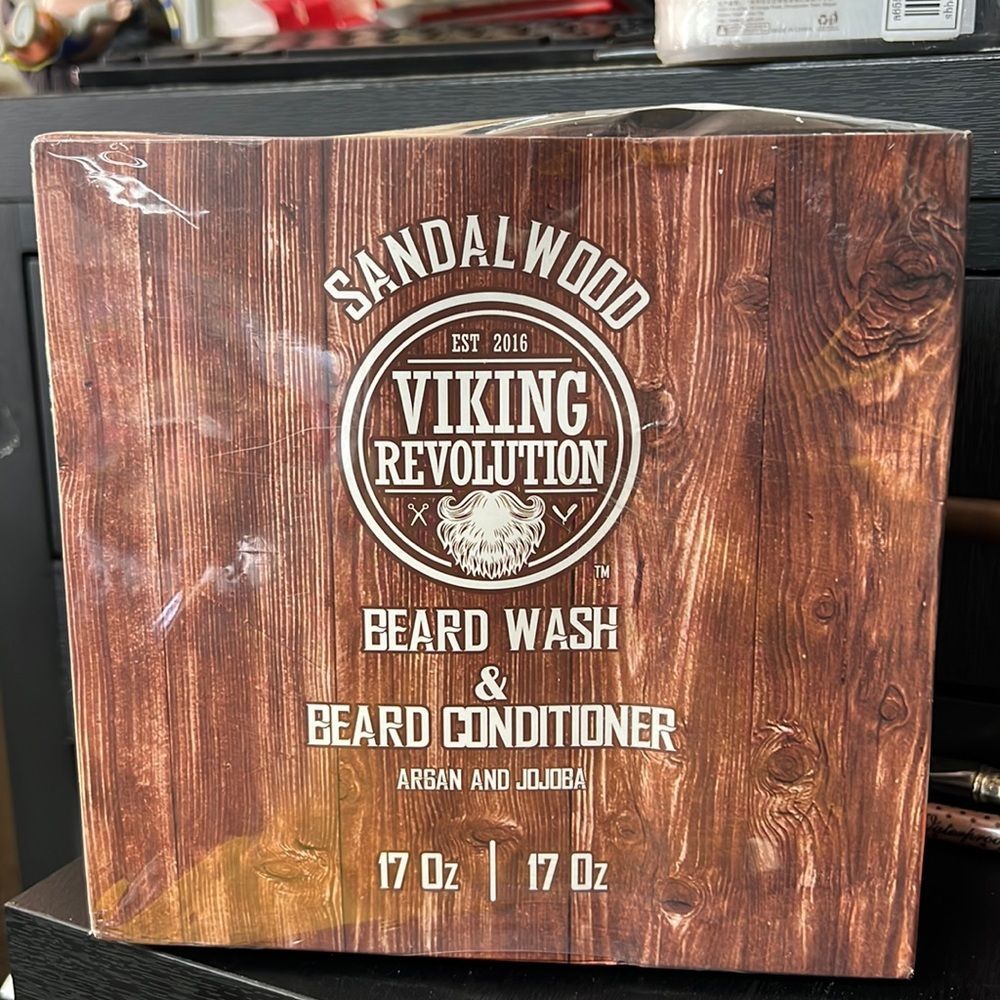 SANDALWOOD
EST 2016
VIKING
REVOLUTION
TM
BEARD WASH
&
BEARD CONDITIONER
ARGAN AND JOJOBA
17 Oz | 17 Oz